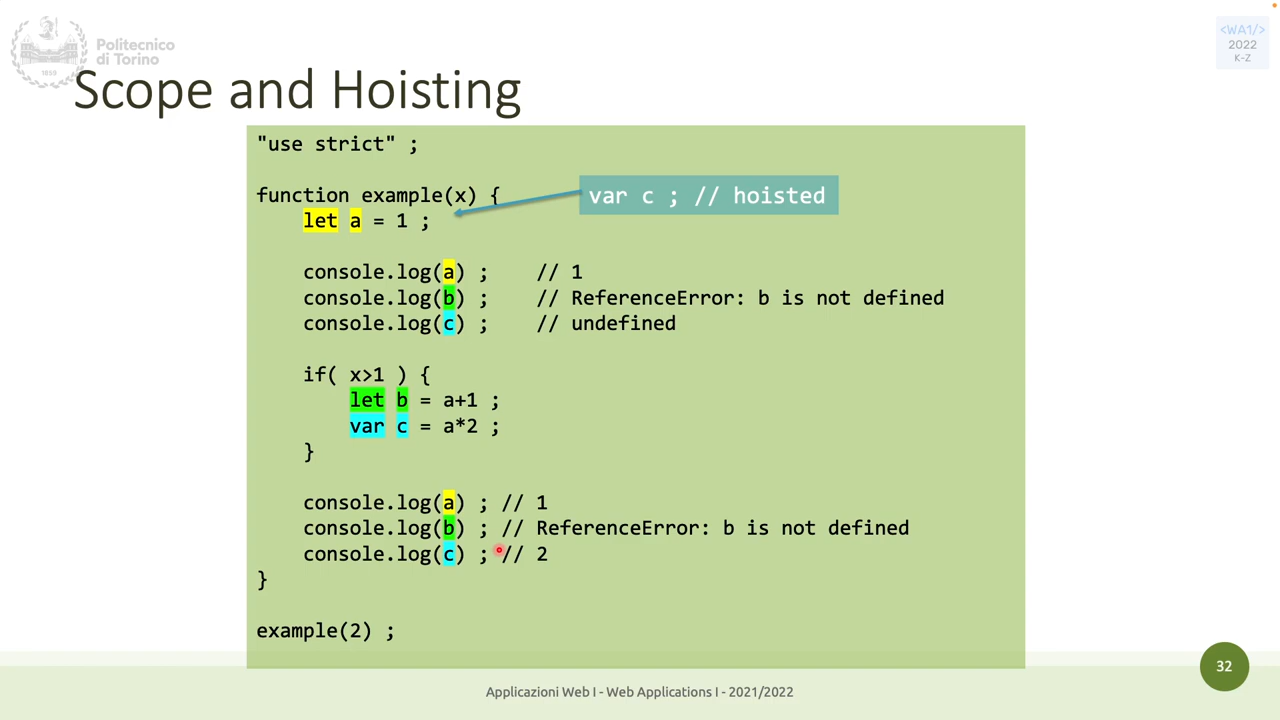 Politecnico
di Torino
1859
<WA1/>
2022
K-Z
Scope and Hoisting
"use strict" ;
function example(x) {
var c ; // hoisted
let a = 1 ;
console.log(a) ; // 1
console.log(b) ; // ReferenceError: b is not defined
console.log(c) ; // undefined
if( x>1 ) {
let b = a+1 ;
var c = a*2 ;
}
console.log(a) ; // 1
console.log(b) ; // ReferenceError: b is not defined
console.log(c) ; // 2
}
example(2) ;
32
Applicazioni Web I - Web Applications I - 2021/2022